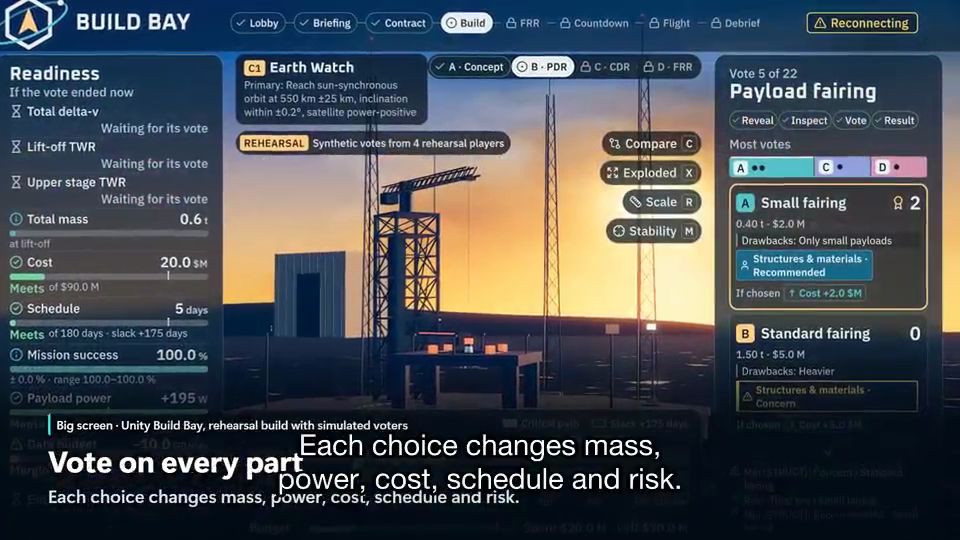 BUILD BAY
Lobby
Briefing
Contract
Build
FRR
Countdown
Flight
Debrief
Reconnecting
Readiness
If the vote ended now
Total delta-v
Waiting for its vote
Lift-off TWR
Waiting for its vote
Upper stage TWR
Waiting for its vote
Total mass 0.6 t
at lift-off
Cost 20.0 $M
Meets of $90.0 M
Schedule 5 days
Meets of 180 days · slack +175 days
Mission success 100.0 %
± 0.0 % · range 100.0–100.0 %
Payload power +195 W
C1 Earth Watch
Primary: Reach sun-synchronous
orbit at 550 km ±25 km, inclination
within ±0.2°, satellite power-positive
A · Concept
B · PDR
C · CDR
D · FRR
REHEARSAL Synthetic votes from 4 rehearsal players
Compare C
Exploded X
Scale R
Stability M
Vote 5 of 22
Payload fairing
Reveal
Inspect
Vote
Result
Most votes
A
C
D
A Small fairing 2
0.40 t · $2.0 M
Drawbacks: Only small payloads
Structures & materials ·
Recommended
If chosen ↑ Cost +2.0 $M
B Standard fairing 0
1.50 t · $5.0 M
Drawbacks: Heavier
Structures & materials ·
Concern
Big screen · Unity Build Bay, rehearsal build with simulated voters
Vote on every part
Each choice changes mass, power, cost, schedule and risk.
Each choice changes mass,
power, cost, schedule and risk.